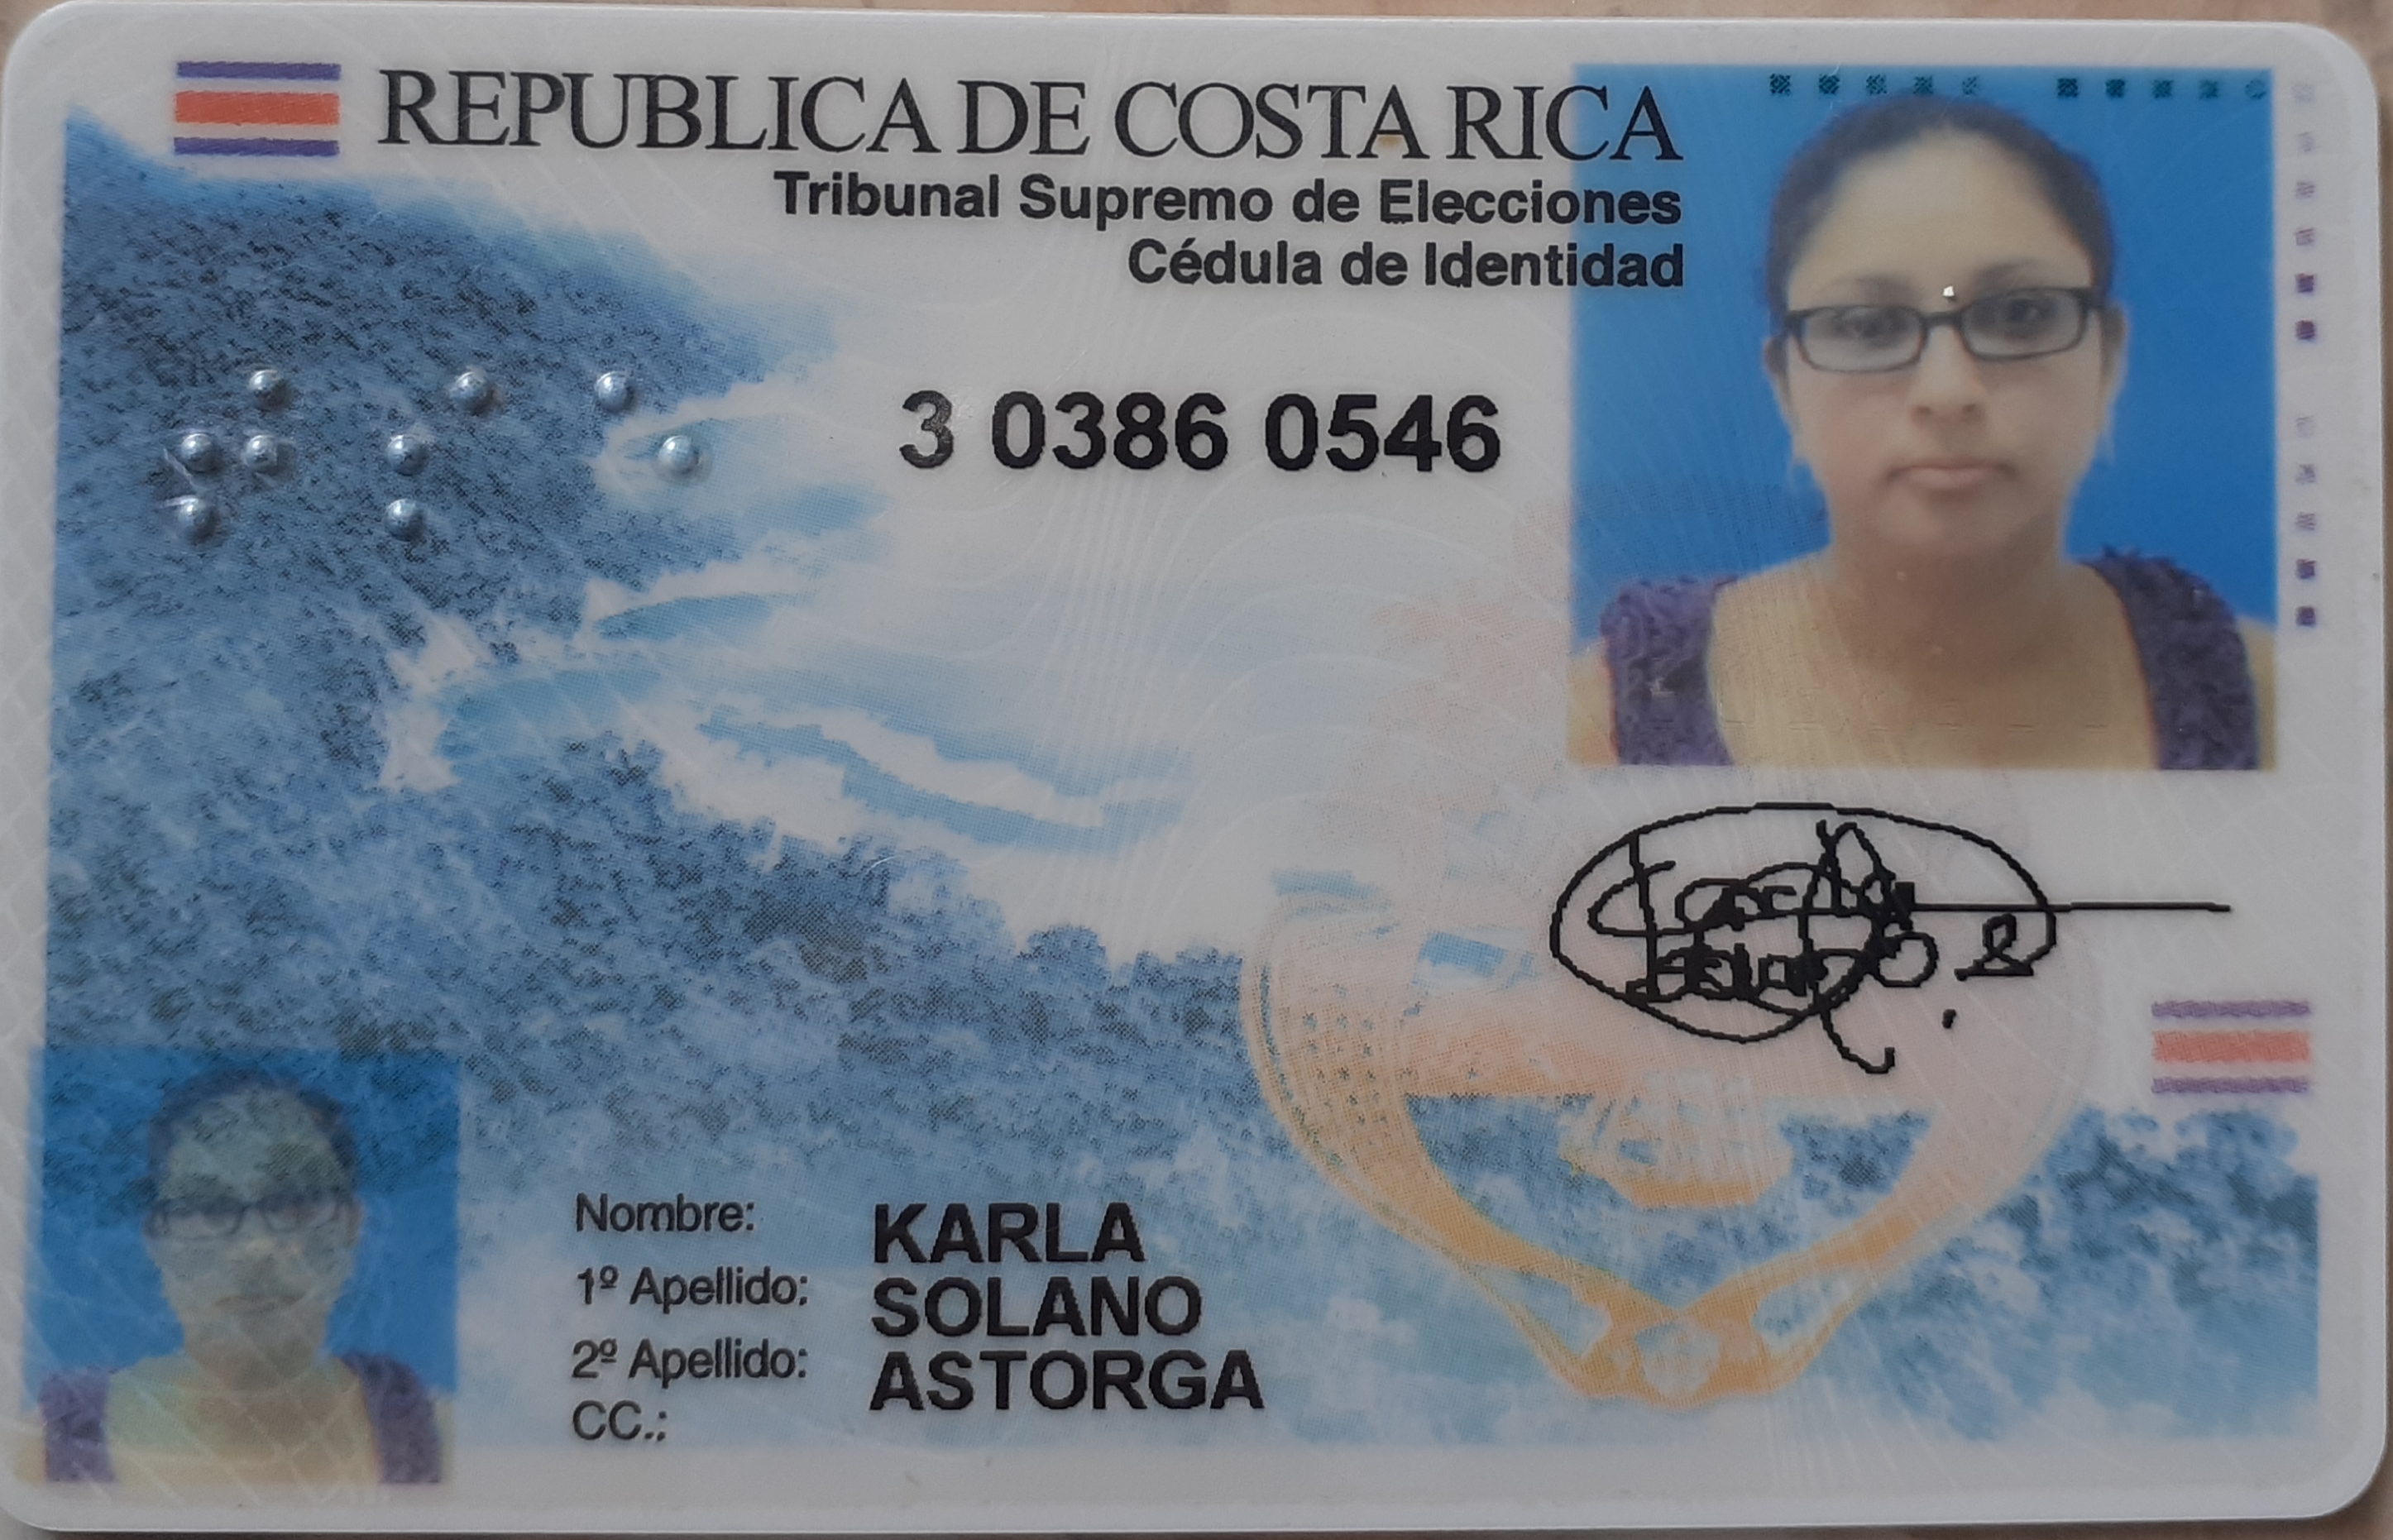 REPUBLICA DE COSTA RICA
Tribunal Supremo de Elecciones
Cédula de Identidad
3 0386 0546
Nombre: KARLA
1º Apellido: SOLANO
2º Apellido: ASTORGA
CC.: